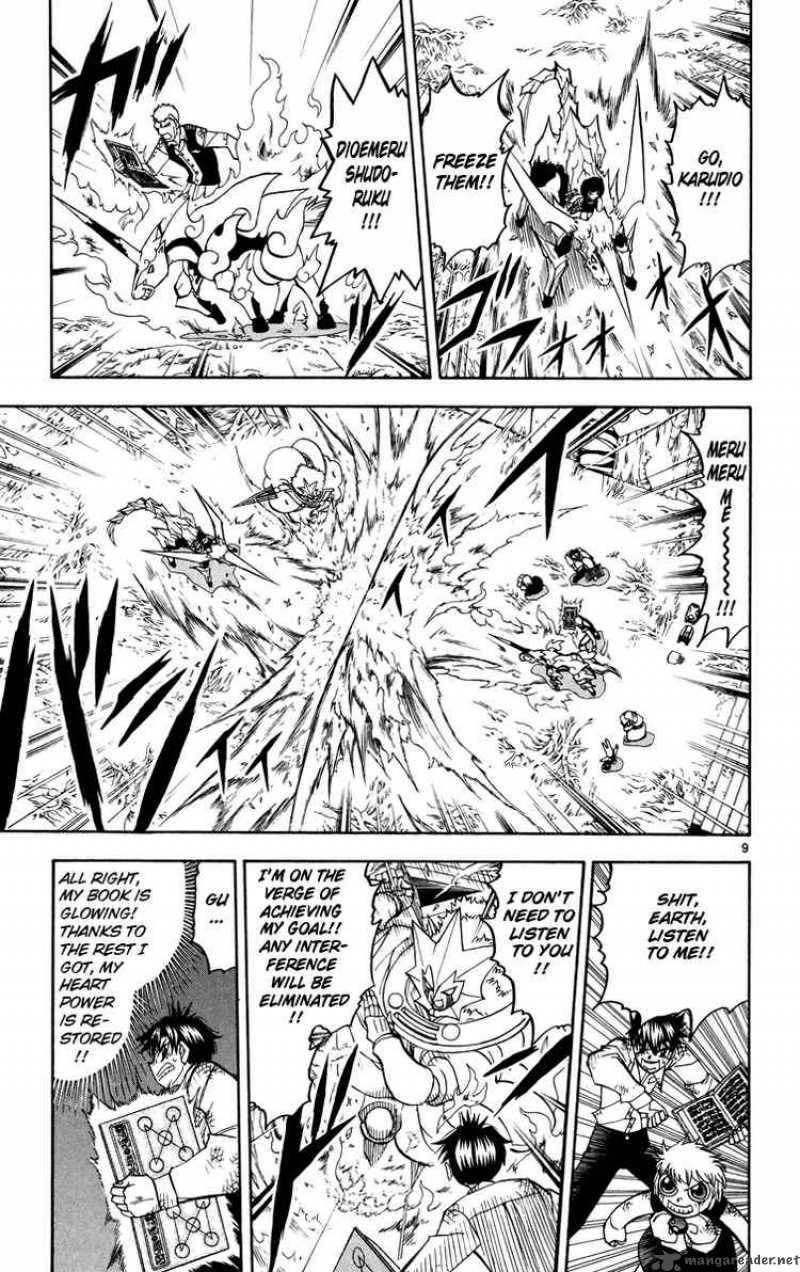 GO,
KARUDIO
!!!
FREEZE
THEM!!
DIOEMERU
SHUDO-
RUKU
!!!
MERU
MERU
ME~
!!!
9
SHIT,
EARTH,
LISTEN
TO ME!!
I DON'T
NEED TO
LISTEN
TO YOU
!!
I'M ON THE
VERGE OF
ACHIEVING
MY GOAL!!
ANY INTER-
FERENCE
WILL BE
ELIMINATED
!!
GU
...
ALL RIGHT,
MY BOOK IS
GLOWING!
THANKS TO
THE REST I
GOT, MY
HEART
POWER
IS RE-
STORED
!!
mangareader.net